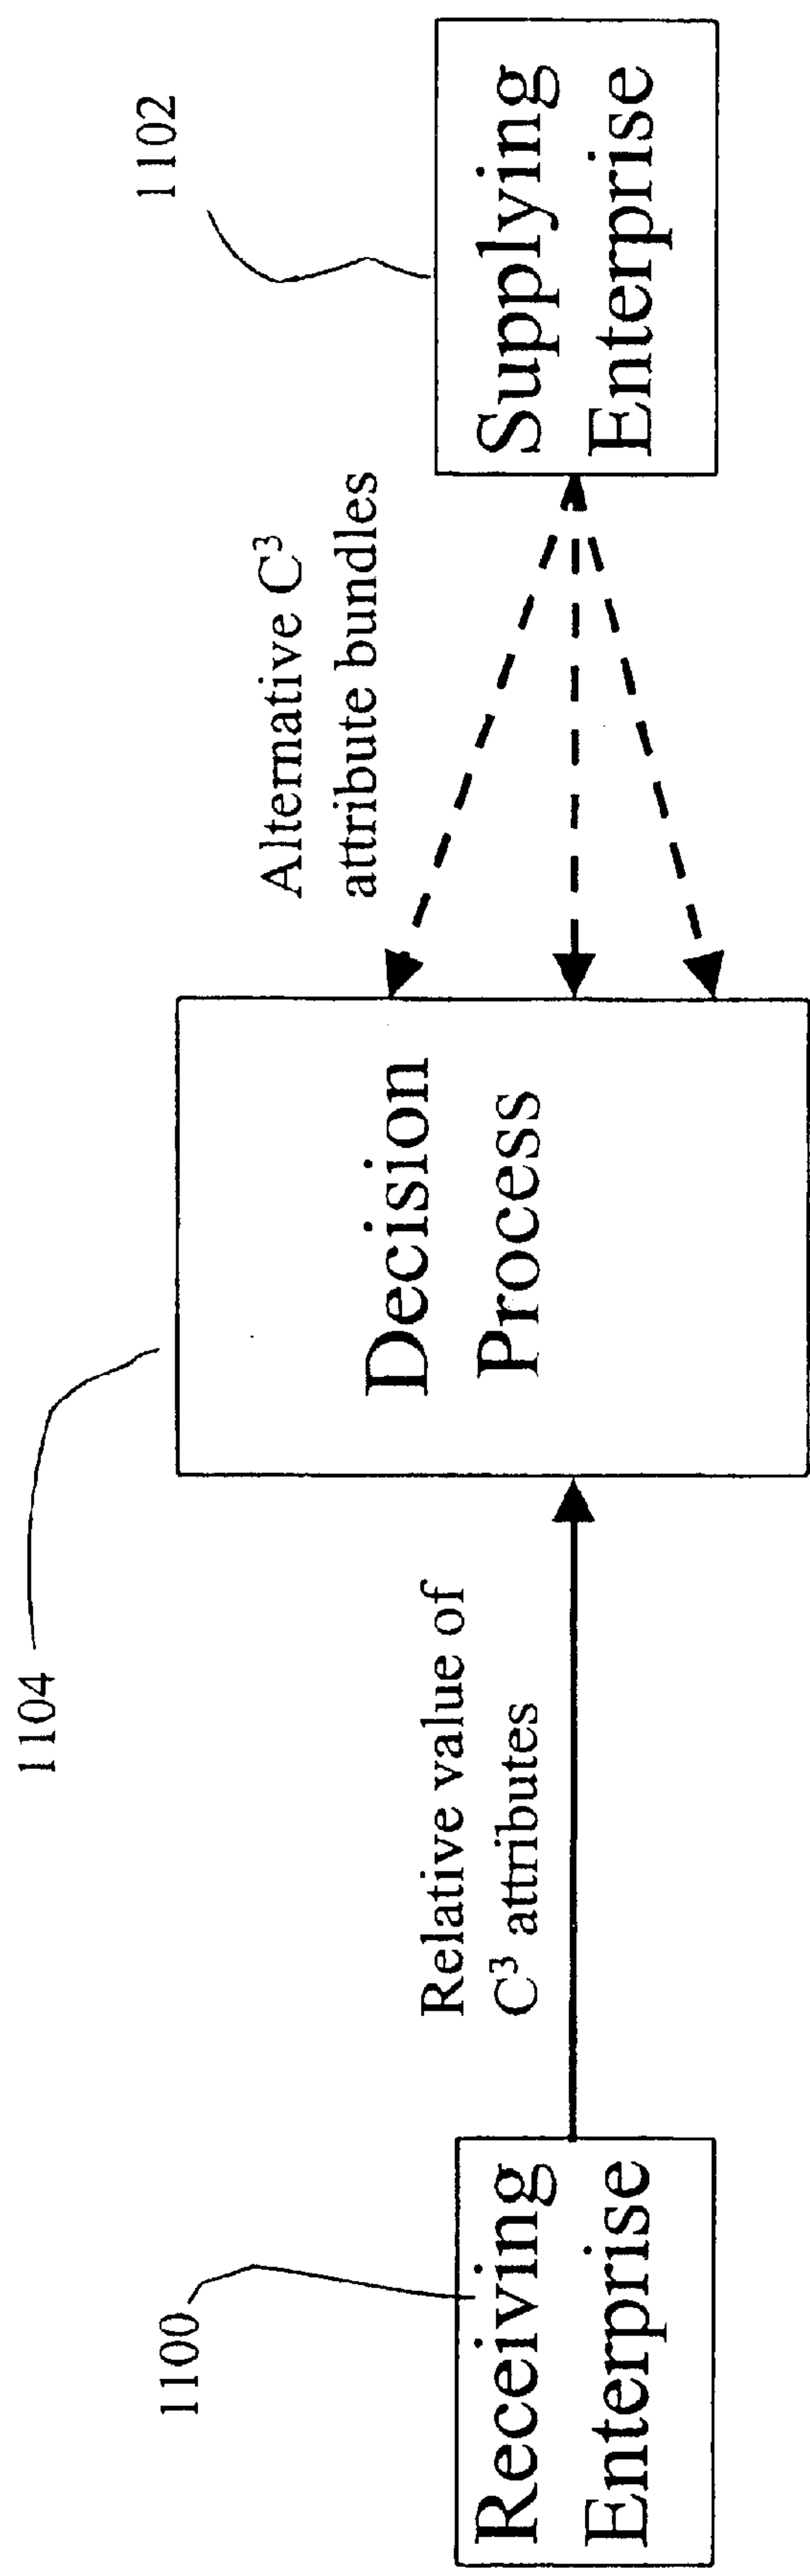 1100
Receiving
Enterprise
Relative value of
C³ attributes
1104
Decision
Process
Alternative C³
attribute bundles
1102
Supplying
Enterprise